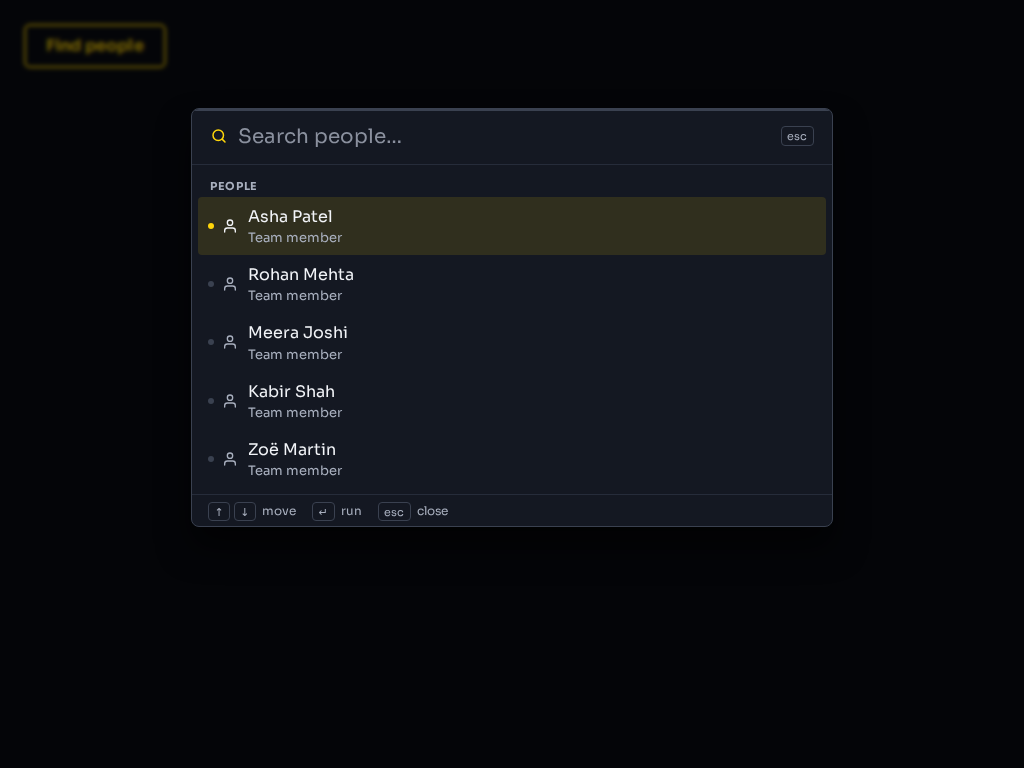 Find people
Search people...
esc
PEOPLE
Asha Patel
Team member
Rohan Mehta
Team member
Meera Joshi
Team member
Kabir Shah
Team member
Zoë Martin
Team member
↑ ↓ move ↵ run esc close